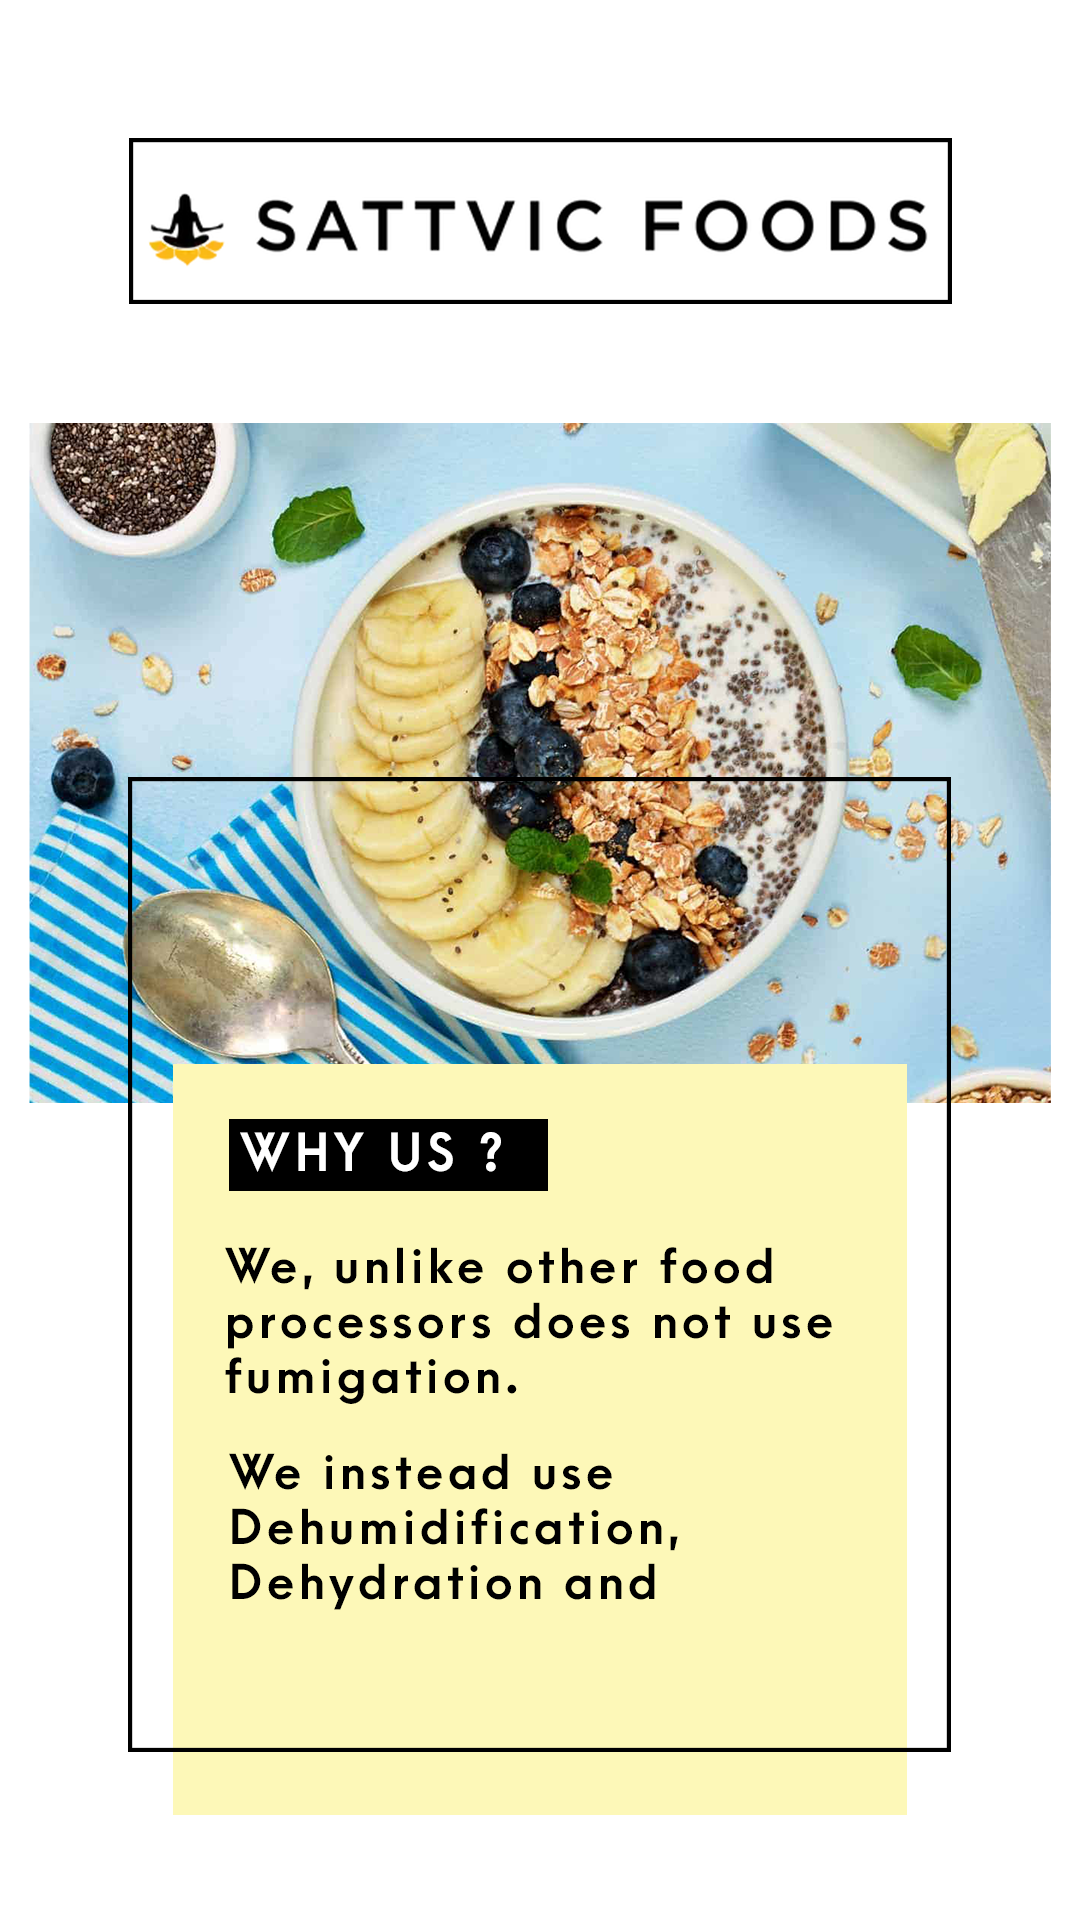 SATTVIC FOODS
WHY US ?
We, unlike other food
processors does not use
fumigation.
We instead use
Dehumidification,
Dehydration and